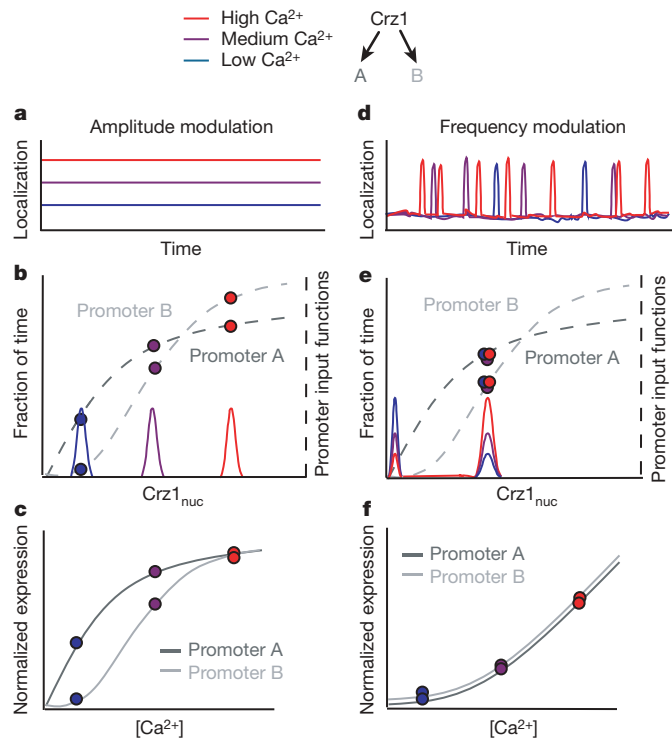 High Ca²⁺
Medium Ca²⁺
Low Ca²⁺
Crz1
A
B
a
Amplitude modulation
Localization
Time
b
Fraction of time
Promoter B
Promoter A
Promoter input functions
Crz1nuc
c
Normalized expression
Promoter A
Promoter B
[Ca²⁺]
d
Frequency modulation
Localization
Time
e
Fraction of time
Promoter B
Promoter A
Promoter input functions
Crz1nuc
f
Normalized expression
Promoter A
Promoter B
[Ca²⁺]